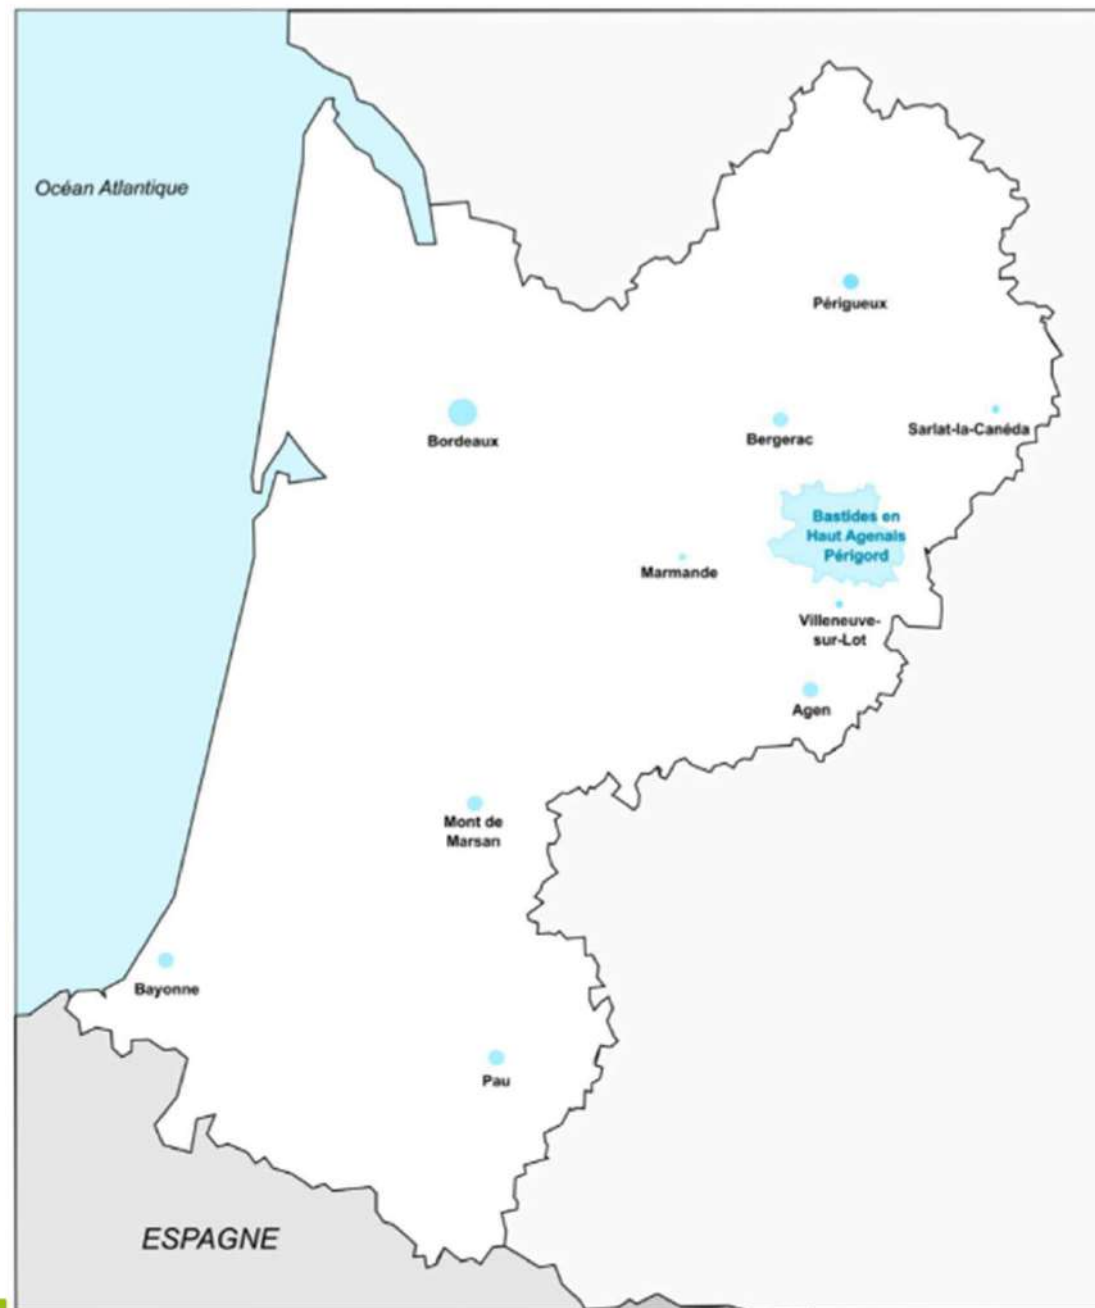 Océan Atlantique
Périgueux
Bordeaux
Bergerac
Sarlat-la-Canéda
Bastides en
Haut Agenais
Périgord
Marmande
Villeneuve-
sur-Lot
Agen
Mont de
Marsan
Bayonne
Pau
ESPAGNE